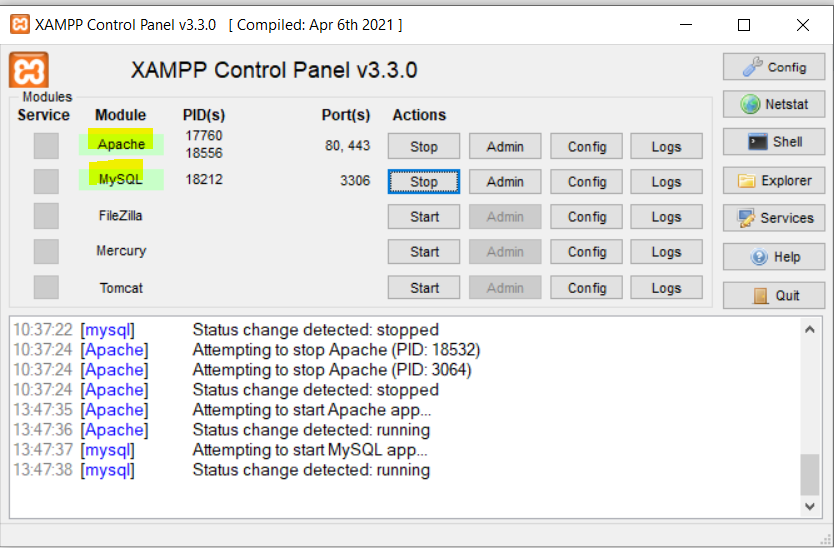 XAMPP Control Panel v3.3.0 [ Compiled: Apr 6th 2021 ]
XAMPP Control Panel v3.3.0
Config
Modules
Service Module PID(s) Port(s) Actions
Netstat
Apache 17760 18556 80, 443 Stop Admin Config Logs
Shell
MySQL 18212 3306 Stop Admin Config Logs
Explorer
FileZilla Start Admin Config Logs
Services
Mercury Start Admin Config Logs
Help
Tomcat Start Admin Config Logs
Quit
10:37:22 [mysql] Status change detected: stopped
10:37:24 [Apache] Attempting to stop Apache (PID: 18532)
10:37:24 [Apache] Attempting to stop Apache (PID: 3064)
10:37:24 [Apache] Status change detected: stopped
13:47:35 [Apache] Attempting to start Apache app...
13:47:36 [Apache] Status change detected: running
13:47:37 [mysql] Attempting to start MySQL app...
13:47:38 [mysql] Status change detected: running